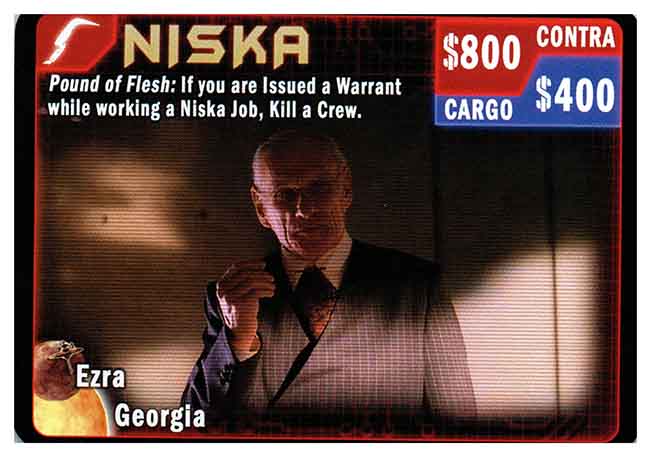 NISKA
Pound of Flesh: If you are Issued a Warrant
while working a Niska Job, Kill a Crew.
$800 CONTRA
CARGO $400
Ezra
Georgia